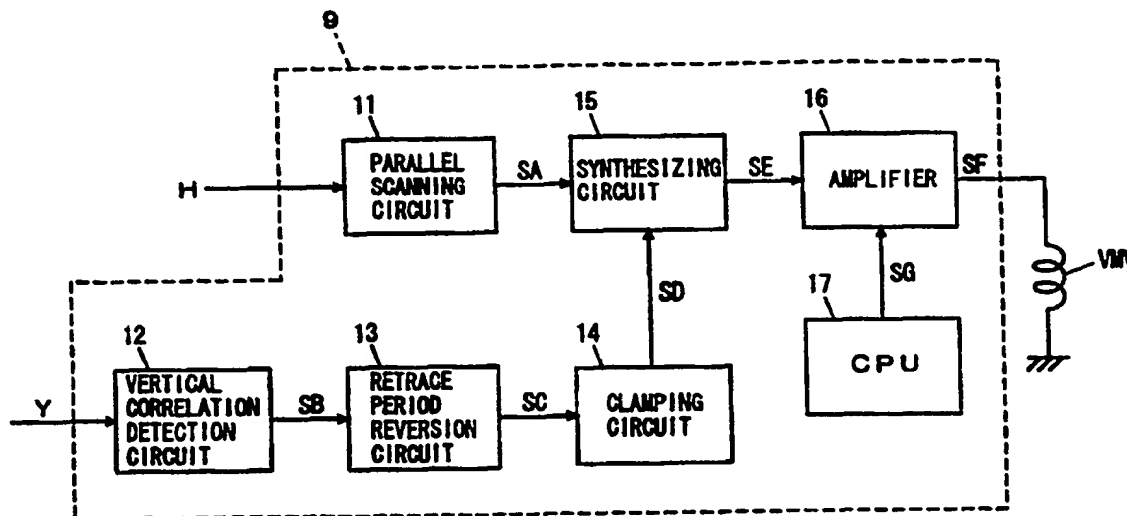 9
11
15
16
H
PARALLEL
SCANNING
CIRCUIT
SA
SYNTHESIZING
CIRCUIT
SE
AMPLIFIER
SF
VMV
SD
SG
17
CPU
12
13
14
Y
VERTICAL
CORRELATION
DETECTION
CIRCUIT
SB
RETRACE
PERIOD
REVERSION
CIRCUIT
SC
CLAMPING
CIRCUIT